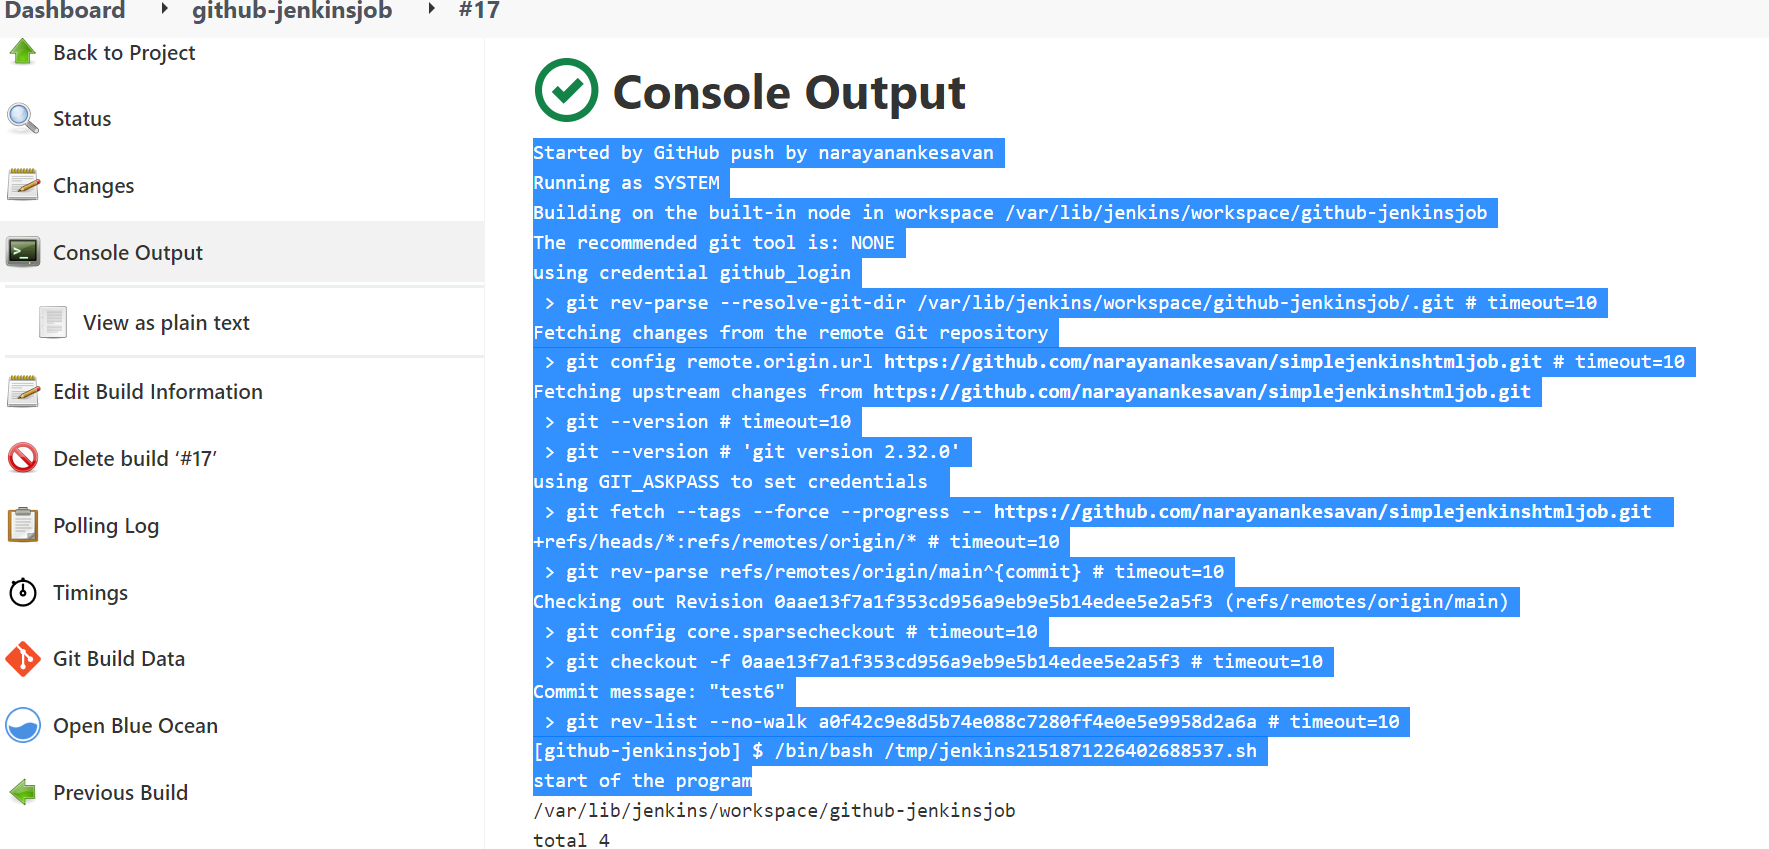 Dashboard github-jenkinsjob #17
Back to Project
Status
Changes
Console Output
View as plain text
Edit Build Information
Delete build ‘#17’
Polling Log
Timings
Git Build Data
Open Blue Ocean
Previous Build
Console Output
Started by GitHub push by narayanankesavan
Running as SYSTEM
Building on the built-in node in workspace /var/lib/jenkins/workspace/github-jenkinsjob
The recommended git tool is: NONE
using credential github_login
> git rev-parse --resolve-git-dir /var/lib/jenkins/workspace/github-jenkinsjob/.git # timeout=10
Fetching changes from the remote Git repository
> git config remote.origin.url https://github.com/narayanankesavan/simplejenkinshtmljob.git # timeout=10
Fetching upstream changes from https://github.com/narayanankesavan/simplejenkinshtmljob.git
> git --version # timeout=10
> git --version # 'git version 2.32.0'
using GIT_ASKPASS to set credentials
> git fetch --tags --force --progress -- https://github.com/narayanankesavan/simplejenkinshtmljob.git
+refs/heads/*:refs/remotes/origin/* # timeout=10
> git rev-parse refs/remotes/origin/main^{commit} # timeout=10
Checking out Revision 0aae13f7a1f353cd956a9eb9e5b14edee5e2a5f3 (refs/remotes/origin/main)
> git config core.sparsecheckout # timeout=10
> git checkout -f 0aae13f7a1f353cd956a9eb9e5b14edee5e2a5f3 # timeout=10
Commit message: "test6"
> git rev-list --no-walk a0f42c9e8d5b74e088c7280ff4e0e5e9958d2a6a # timeout=10
[github-jenkinsjob] $ /bin/bash /tmp/jenkins2151871226402688537.sh
start of the program
/var/lib/jenkins/workspace/github-jenkinsjob
total 4